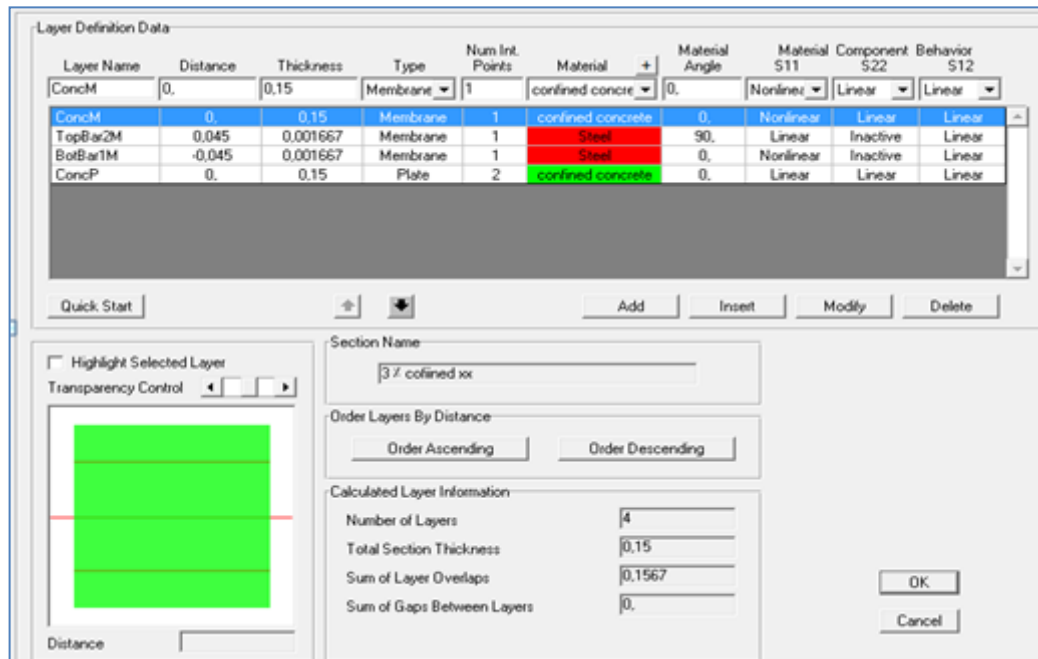 Layer Definition Data
Layer Name Distance Thickness Type Num Int. Points Material + Material Angle Material Component Behavior S11 S22 S12
ConcM 0, 0,15 Membrane 1 confined concre 0, Nonlinea Linear Linear
ConcM 0, 0,15 Membrane 1 confined concrete 0, Nonlinear Linear Linear
TopBar2M 0,045 0,001667 Membrane 1 Steel 90, Linear Inactive Linear
BotBar1M -0,045 0,001667 Membrane 1 Steel 0, Nonlinear Inactive Linear
ConcP 0, 0,15 Plate 2 confined concrete 0, Linear Linear Linear
Quick Start Add Insert Modify Delete
Highlight Selected Layer
Transparency Control
Distance
Section Name
3 % cofiined xx
Order Layers By Distance
Order Ascending Order Descending
Calculated Layer Information
Number of Layers 4
Total Section Thickness 0,15
Sum of Layer Overlaps 0,1567
Sum of Gaps Between Layers 0,
OK
Cancel